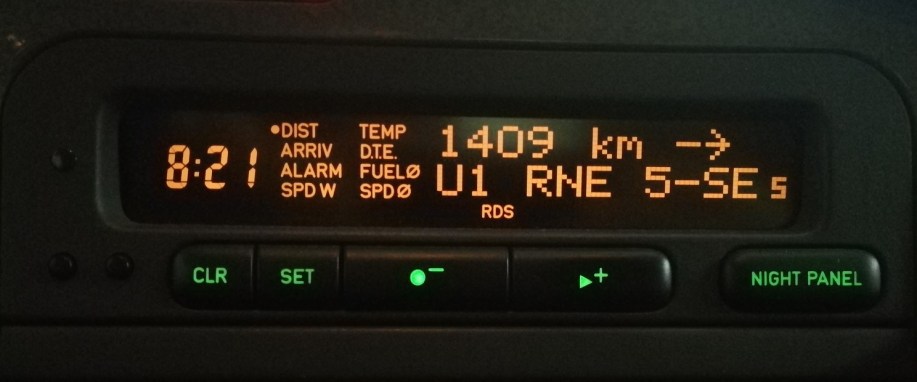 8:21
•DIST TEMP
ARRIV D.T.E.
ALARM FUELØ
SPD W SPDØ
1409 km →
U1 RNE 5-SE 5
RDS
CLR SET - ▶+ NIGHT PANEL